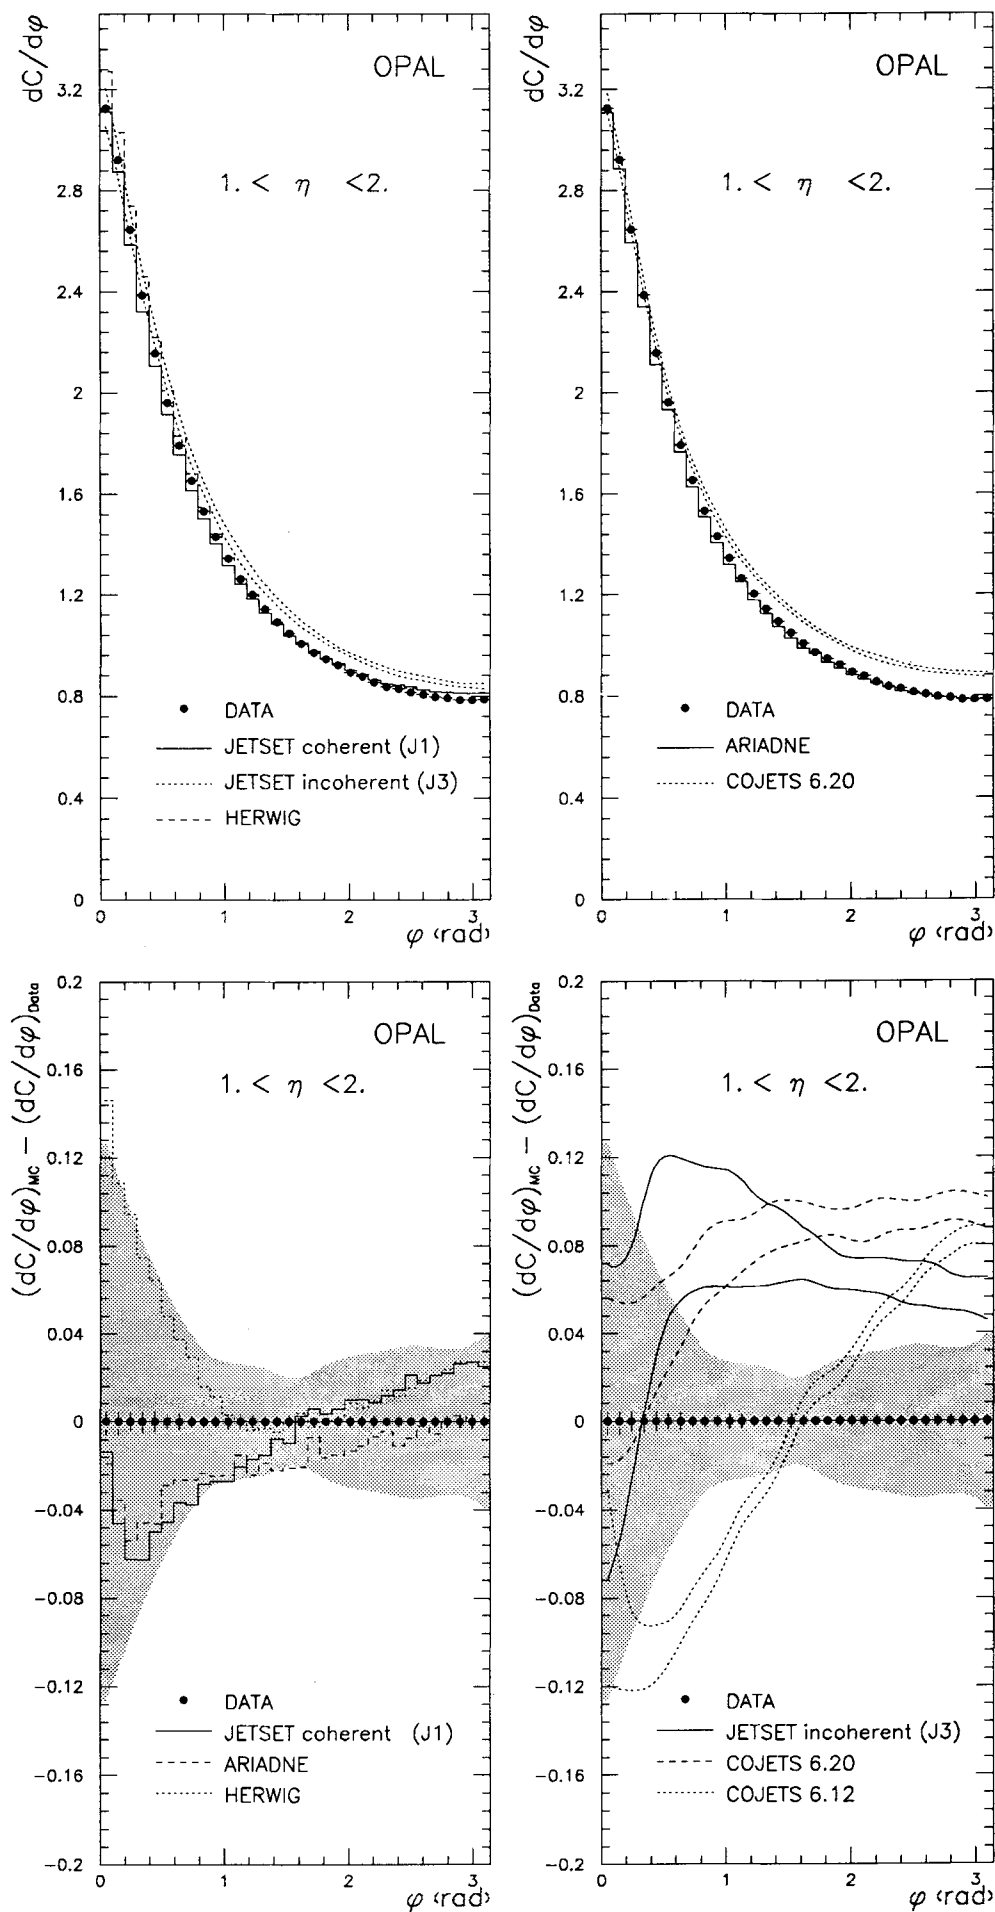 dC/dφ
OPAL
1. < η <2.
3.2
2.8
2.4
2
1.6
1.2
0.8
0.4
0
DATA
JETSET coherent (J1)
JETSET incoherent (J3)
HERWIG
0 1 2 3
φ (rad)
dC/dφ
OPAL
1. < η <2.
3.2
2.8
2.4
2
1.6
1.2
0.8
0.4
0
DATA
ARIADNE
COJETS 6.20
0 1 2 3
φ (rad)
(dC/dφ)MC − (dC/dφ)Data
OPAL
1. < η <2.
0.2
0.16
0.12
0.08
0.04
0
−0.04
−0.08
−0.12
−0.16
−0.2
DATA
JETSET coherent (J1)
ARIADNE
HERWIG
0 1 2 3
φ (rad)
(dC/dφ)MC − (dC/dφ)Data
OPAL
1. < η <2.
0.2
0.16
0.12
0.08
0.04
0
−0.04
−0.08
−0.12
−0.16
−0.2
DATA
JETSET incoherent (J3)
COJETS 6.20
COJETS 6.12
0 1 2 3
φ (rad)